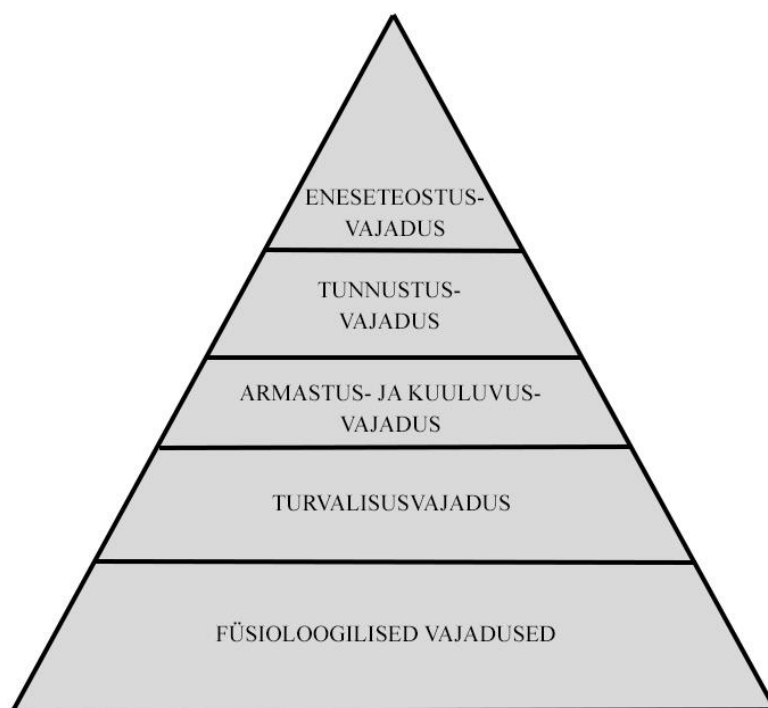 ENESETEOSTUS-
VAJADUS
TUNNUSTUS-
VAJADUS
ARMASTUS- JA KUULUVUS-
VAJADUS
TURVALISUSVAJADUS
FÜSIOLOOGILISED VAJADUSED